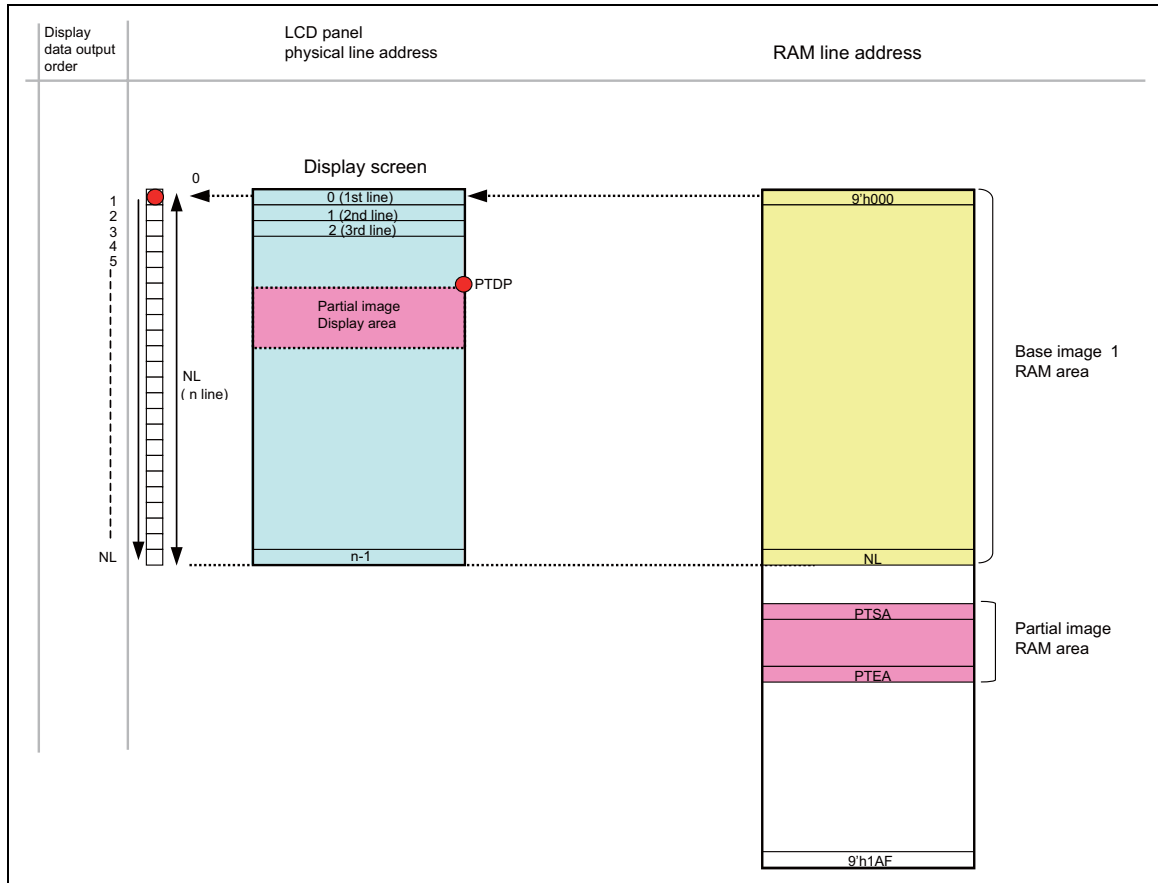 Display
data output
order
LCD panel
physical line address
RAM line address
Display screen
0
1
2
3
4
5
NL
NL
( n line)
0 (1st line)
1 (2nd line)
2 (3rd line)
PTDP
Partial image
Display area
n-1
9'h000
Base image 1
RAM area
NL
PTSA
Partial image
RAM area
PTEA
9'h1AF